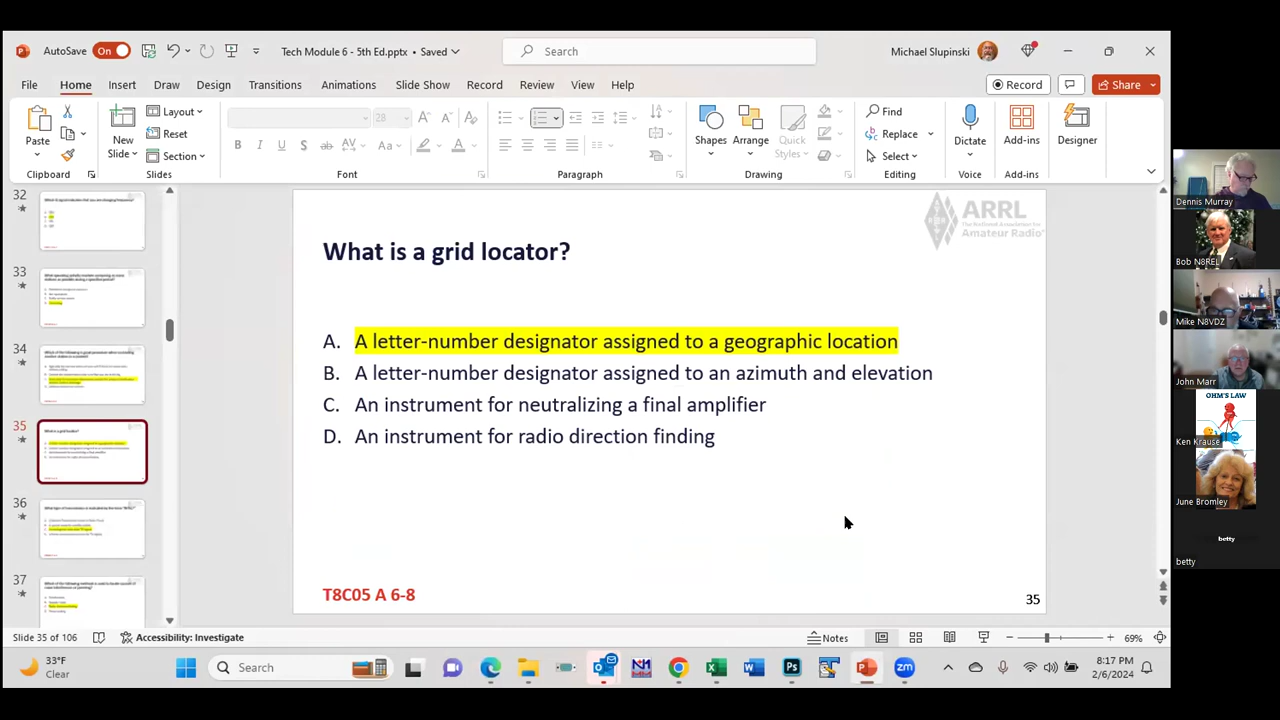 AutoSave On
Tech Module 6 - 5th Ed.pptx • Saved
Search
Michael Slupinski
File Home Insert Draw Design Transitions Animations Slide Show Record Review View Help
Record
Share
Paste
New
Slide
Layout
Reset
Section
28
Shapes
Arrange
Quick
Styles
Find
Replace
Select
Dictate
Add-ins
Designer
Clipboard
Slides
Font
Paragraph
Drawing
Editing
Voice
Add-ins
Designer
32
33
34
35
36
37
ARRL
The National Association for
Amateur Radio
What is a grid locator?
A. A letter-number designator assigned to a geographic location
B. A letter-number designator assigned to an azimuth and elevation
C. An instrument for neutralizing a final amplifier
D. An instrument for radio direction finding
T8C05 A 6-8
35
Dennis Murray
Bob N8REL
Mike N8VDZ
John Marr
OHM'S LAW
Ken Krause
June Bromley
betty
betty
Slide 35 of 106
Accessibility: Investigate
Notes
69%
33°F
Clear
Search
8:17 PM
2/6/2024